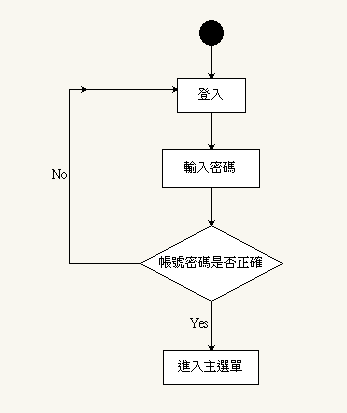 登入
輸入密碼
No
帳號密碼是否正確
Yes
進入主選單